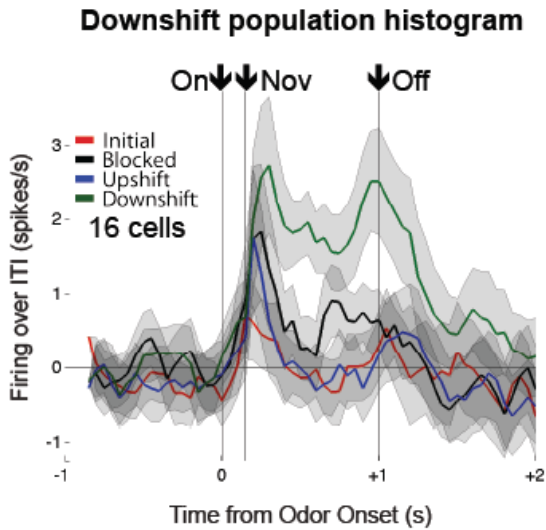 Downshift population histogram
On Nov Off
Initial
Blocked
Upshift
Downshift
16 cells
Firing over ITI (spikes/s)
3
2
1
0
-1
-1 0 +1 +2
Time from Odor Onset (s)